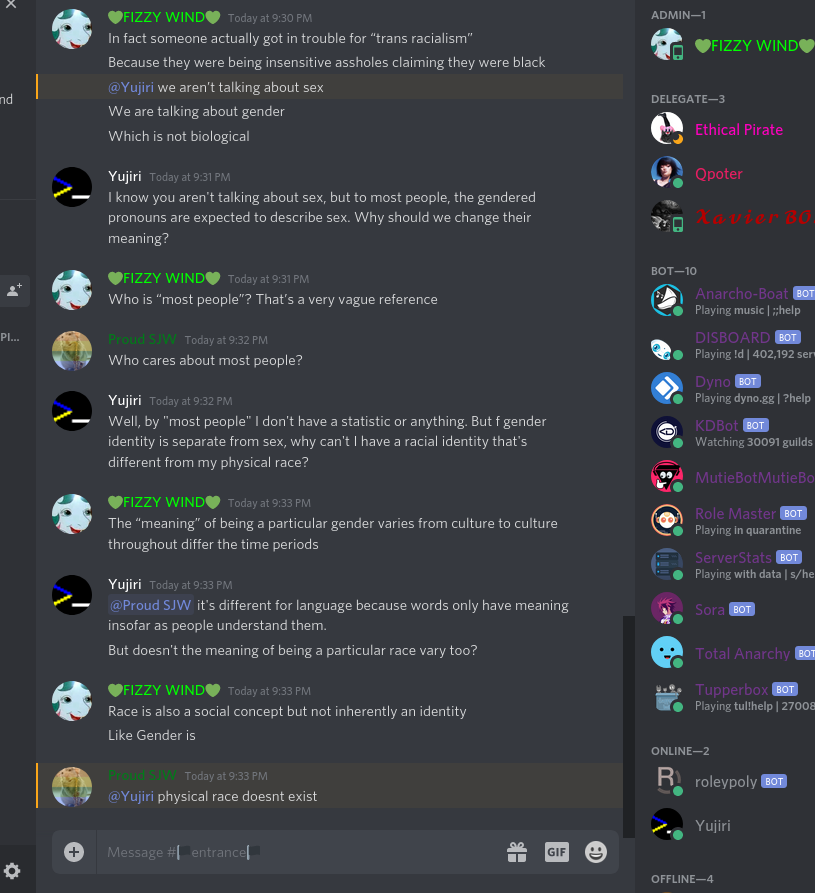 💚FIZZY WIND💚 Today at 9:30 PM
In fact someone actually got in trouble for “trans racialism”
Because they were being insensitive assholes claiming they were black
@Yujiri we aren't talking about sex
We are talking about gender
Which is not biological
Yujiri Today at 9:31 PM
I know you aren't talking about sex, but to most people, the gendered
pronouns are expected to describe sex. Why should we change their
meaning?
💚FIZZY WIND💚 Today at 9:31 PM
Who is “most people”? That’s a very vague reference
Proud SJW Today at 9:32 PM
Who cares about most people?
Yujiri Today at 9:32 PM
Well, by "most people" I don't have a statistic or anything. But f gender
identity is separate from sex, why can't I have a racial identity that's
different from my physical race?
💚FIZZY WIND💚 Today at 9:33 PM
The “meaning” of being a particular gender varies from culture to culture
throughout differ the time periods
Yujiri Today at 9:33 PM
@Proud SJW it's different for language because words only have meaning
insofar as people understand them.
But doesn't the meaning of being a particular race vary too?
💚FIZZY WIND💚 Today at 9:33 PM
Race is also a social concept but not inherently an identity
Like Gender is
Proud SJW Today at 9:33 PM
@Yujiri physical race doesnt exist
Message # entrance
nd
PI...
ADMIN—1
💚FIZZY WIND💚
DELEGATE—3
Ethical Pirate
Qpoter
Xavier BO
BOT—10
Anarcho-Boat BOT
Playing music | ;;help
DISBOARD BOT
Playing !d | 402,192 serv
Dyno BOT
Playing dyno.gg | ?help
KDBot BOT
Watching 30091 guilds
MutieBotMutieBo
Role Master BOT
Playing in quarantine
ServerStats BOT
Playing with data | s/he
Sora BOT
Total Anarchy BOT
Tupperbox BOT
Playing tul!help | 27008
ONLINE—2
roleypoly BOT
Yujiri
OFFLINE—4
GIF